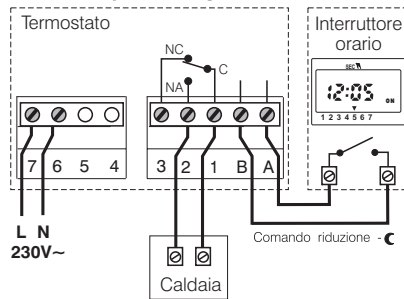 Termostato
Interruttore
orario
NC
C
NA
SEC
12:05
ON
1 2 3 4 5 6 7
7 6 5 4
3 2 1 B A
L N
230V~
Comando riduzione -
Caldaia